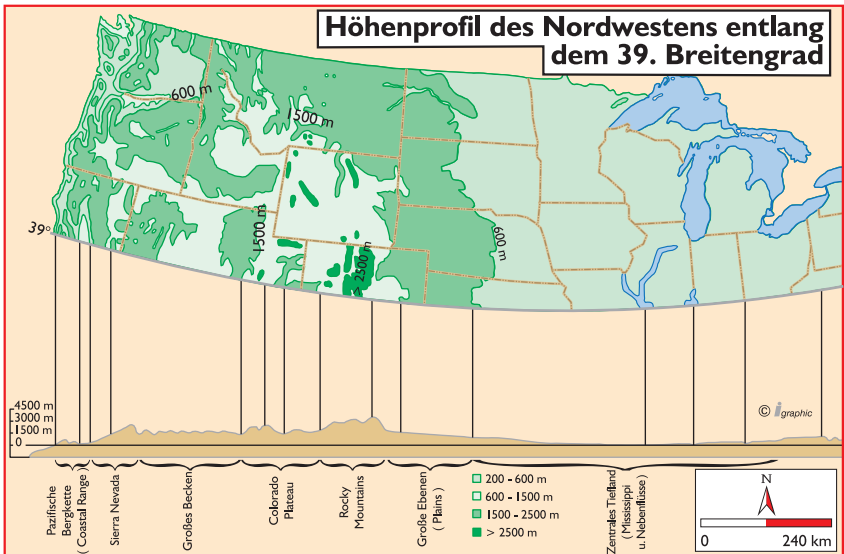 Höhenprofil des Nordwestens entlang
dem 39. Breitengrad
600 m
1500 m
39°
1500 m
> 2500 m
600 m
4500 m
3000 m
1500 m
0
© igraphic
Pazifische
Bergkette
( Coastal Range )
Sierra Nevada
Großes Becken
Colorado
Plateau
Rocky
Mountains
Große Ebenen
( Plains )
200 - 600 m
600 - 1500 m
1500 - 2500 m
> 2500 m
Zentrales Tiefland
( Mississippi
u. Nebenflüsse )
N
0 240 km